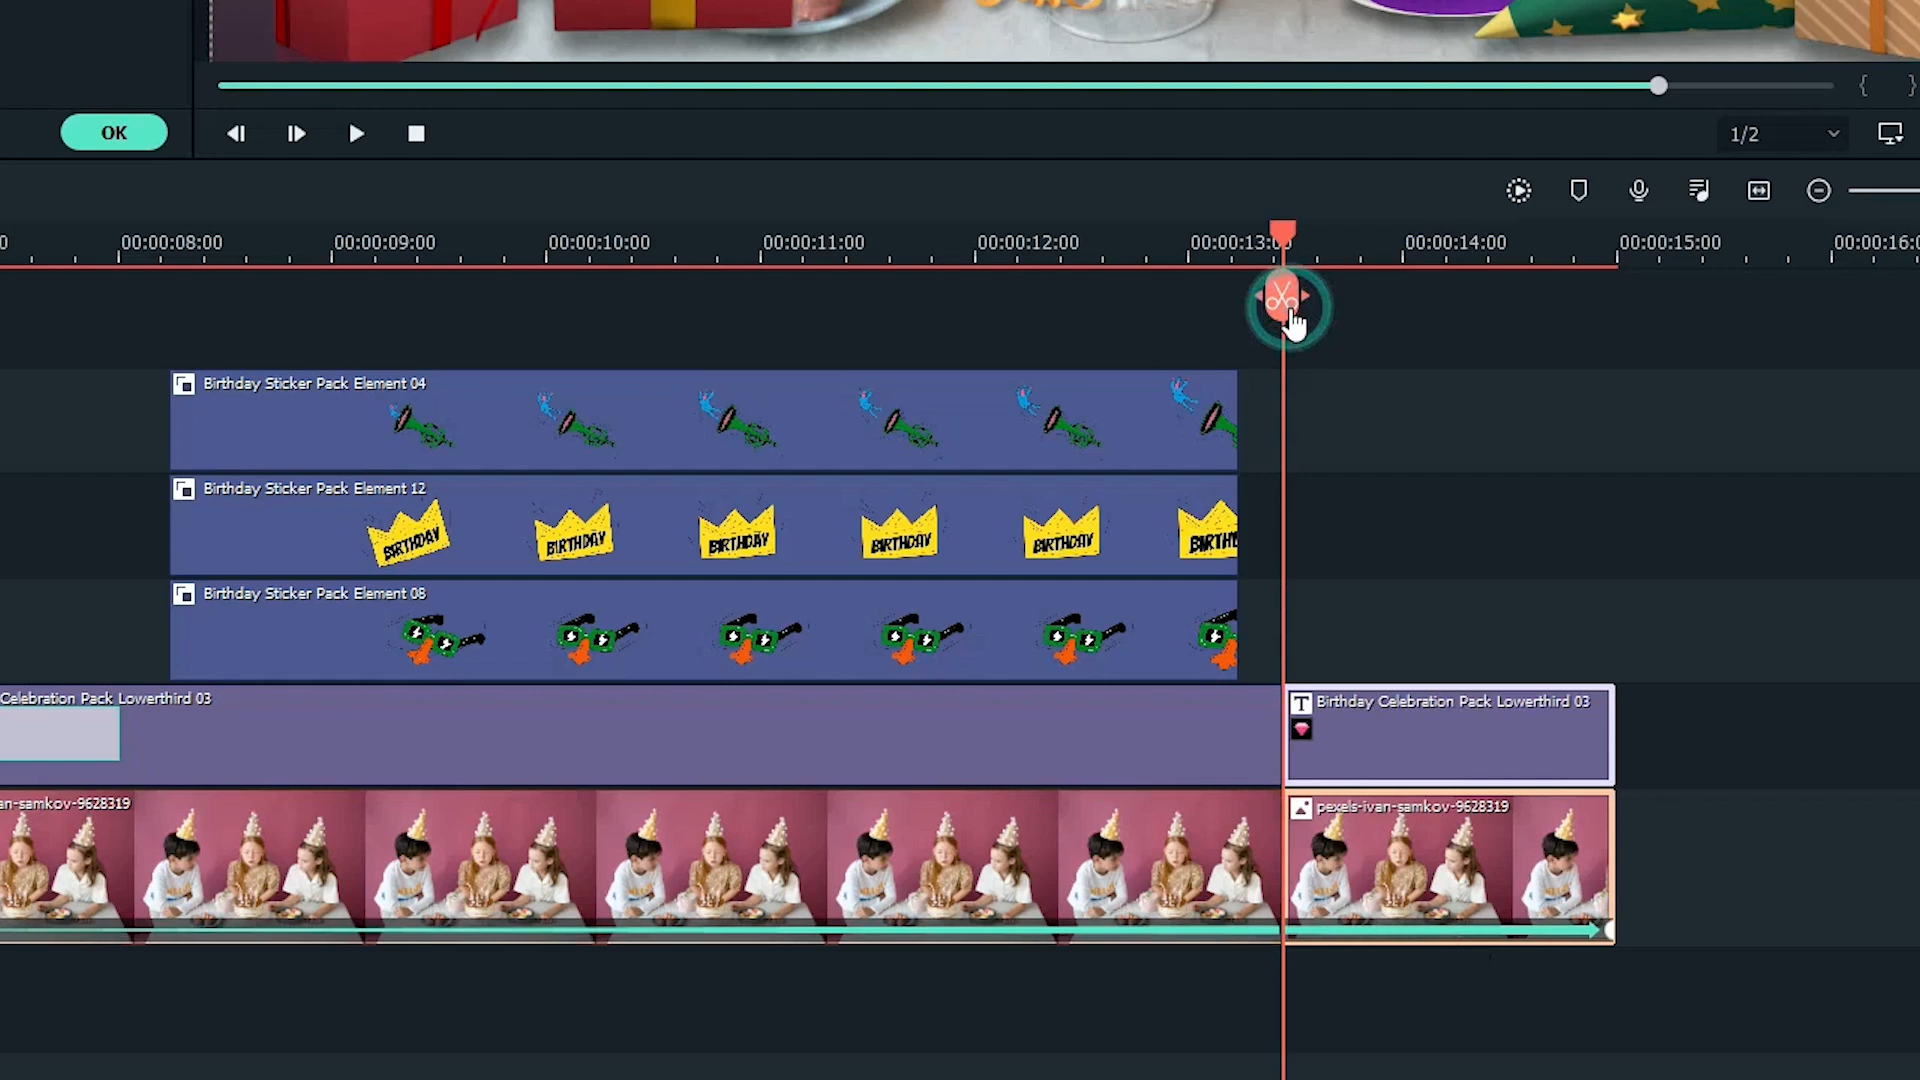 OK
1/2
{ }
0 00:00:08:00 00:00:09:00 00:00:10:00 00:00:11:00 00:00:12:00 00:00:13:0 00:00:14:00 00:00:15:00 00:00:16:0
Birthday Sticker Pack Element 04
Birthday Sticker Pack Element 12
BIRTHDAY BIRTHDAY BIRTHDAY BIRTHDAY BIRTHDAY BIRTH
Birthday Sticker Pack Element 08
Celebration Pack Lowerthird 03
T Birthday Celebration Pack Lowerthird 03
an-samkov-9628319
pexels-ivan-samkov-9628319